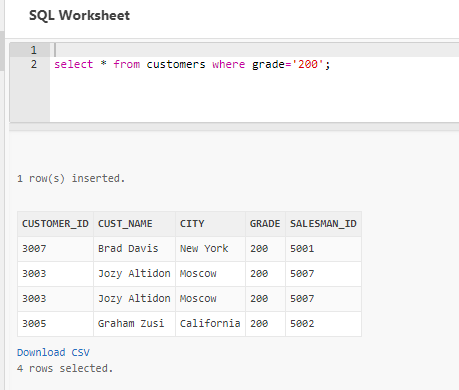 SQL Worksheet
1
2 select * from customers where grade='200';
1 row(s) inserted.
CUSTOMER_ID CUST_NAME CITY GRADE SALESMAN_ID
3007 Brad Davis New York 200 5001
3003 Jozy Altidon Moscow 200 5007
3003 Jozy Altidon Moscow 200 5007
3005 Graham Zusi California 200 5002
Download CSV
4 rows selected.